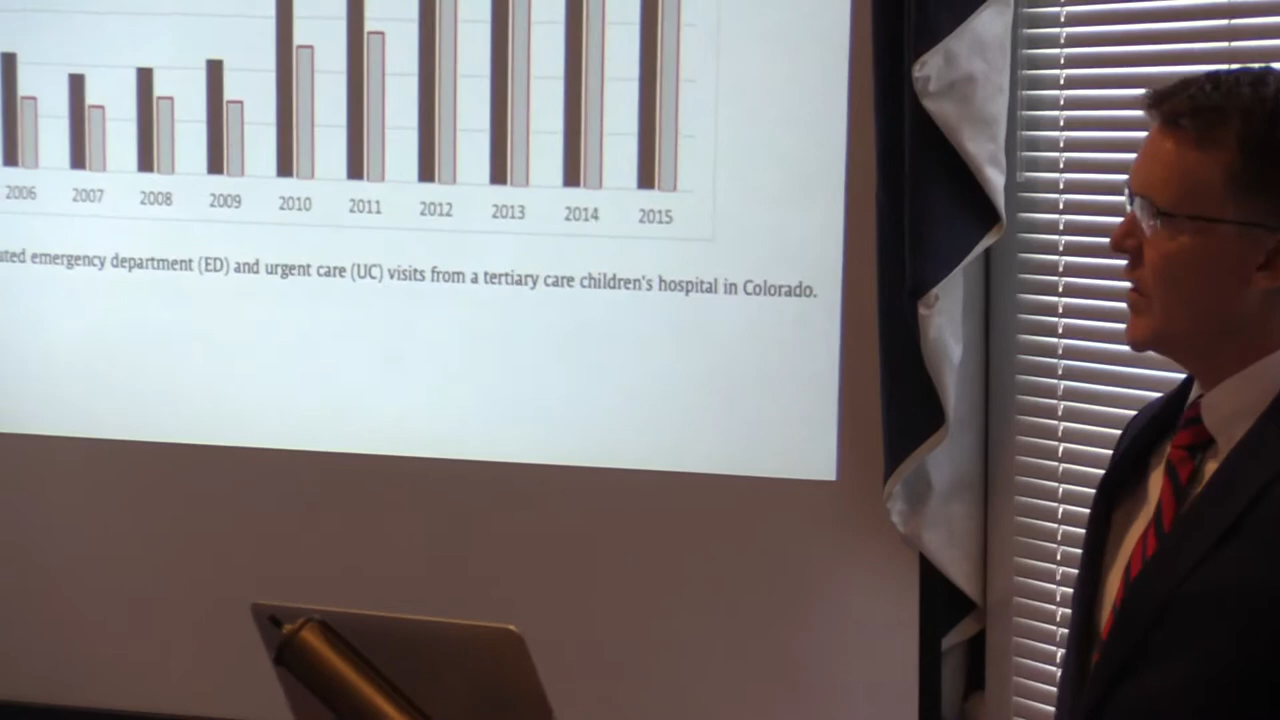 2006 2007 2008 2009 2010 2011 2012 2013 2014 2015
emergency department (ED) and urgent care (UC) visits from a tertiary care children's hospital in Colorado.